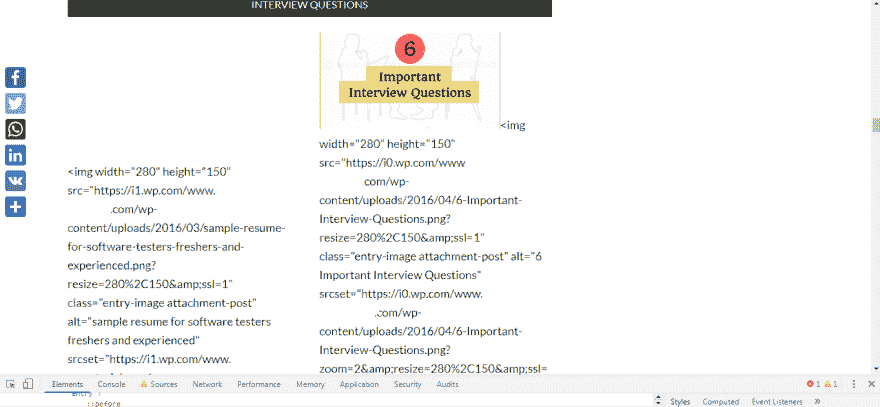 INTERVIEW QUESTIONS
6
Important
Interview Questions
<img
width="280" height="150"
src="https://i0.wp.com/www.
com/wp-
content/uploads/2016/04/6-Important-
Interview-Questions.png?
resize=280%2C150&amp;ssl=1"
class="entry-image attachment-post" alt="6
Important Interview Questions"
srcset="https://i0.wp.com/www.
.com/wp-
content/uploads/2016/04/6-Important-
Interview-Questions.png?
zoom=2&amp;resize=280%2C150&amp;ssl=
<img width="280" height="150"
src="https://i1.wp.com/www.
.com/wp-
content/uploads/2016/03/sample-resume-
for-software-testers-freshers-and-
experienced.png?
resize=280%2C150&amp;ssl=1"
class="entry-image attachment-post"
alt="sample resume for software testers
freshers and experienced"
srcset="https://i1.wp.com/www.
Elements Console Sources Network Performance Memory Application Security Audits 1 1
entry
::before
Styles Computed Event Listeners »